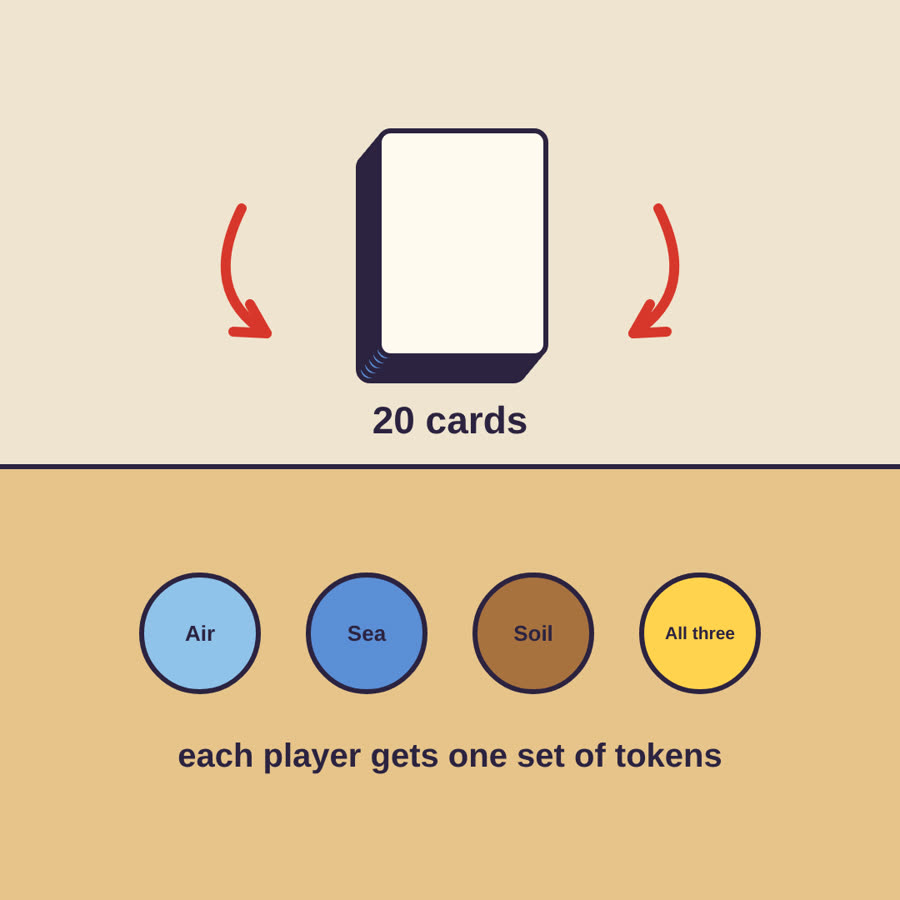 20 cards
Air
Sea
Soil
All three
each player gets one set of tokens